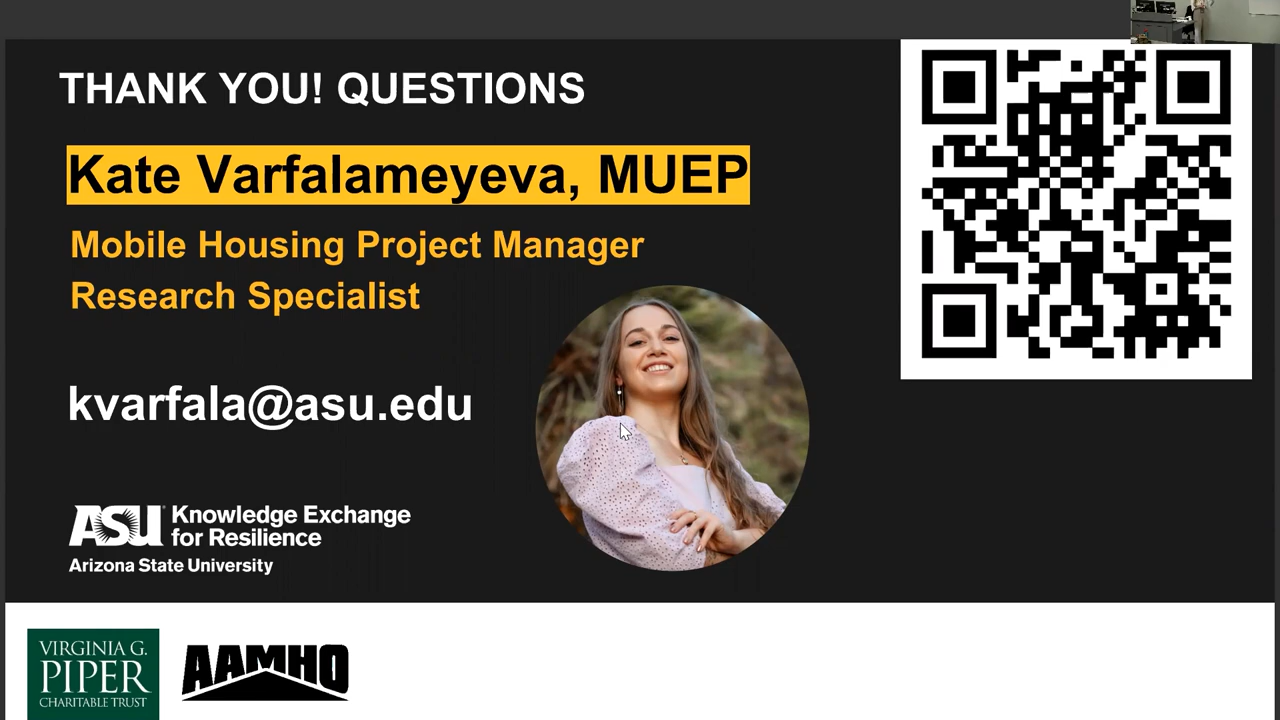 THANK YOU! QUESTIONS
Kate Varfalameyeva, MUEP
Mobile Housing Project Manager
Research Specialist
kvarfala@asu.edu
ASU Knowledge Exchange
for Resilience
Arizona State University
VIRGINIA G.
PIPER
CHARITABLE TRUST
AAMHO